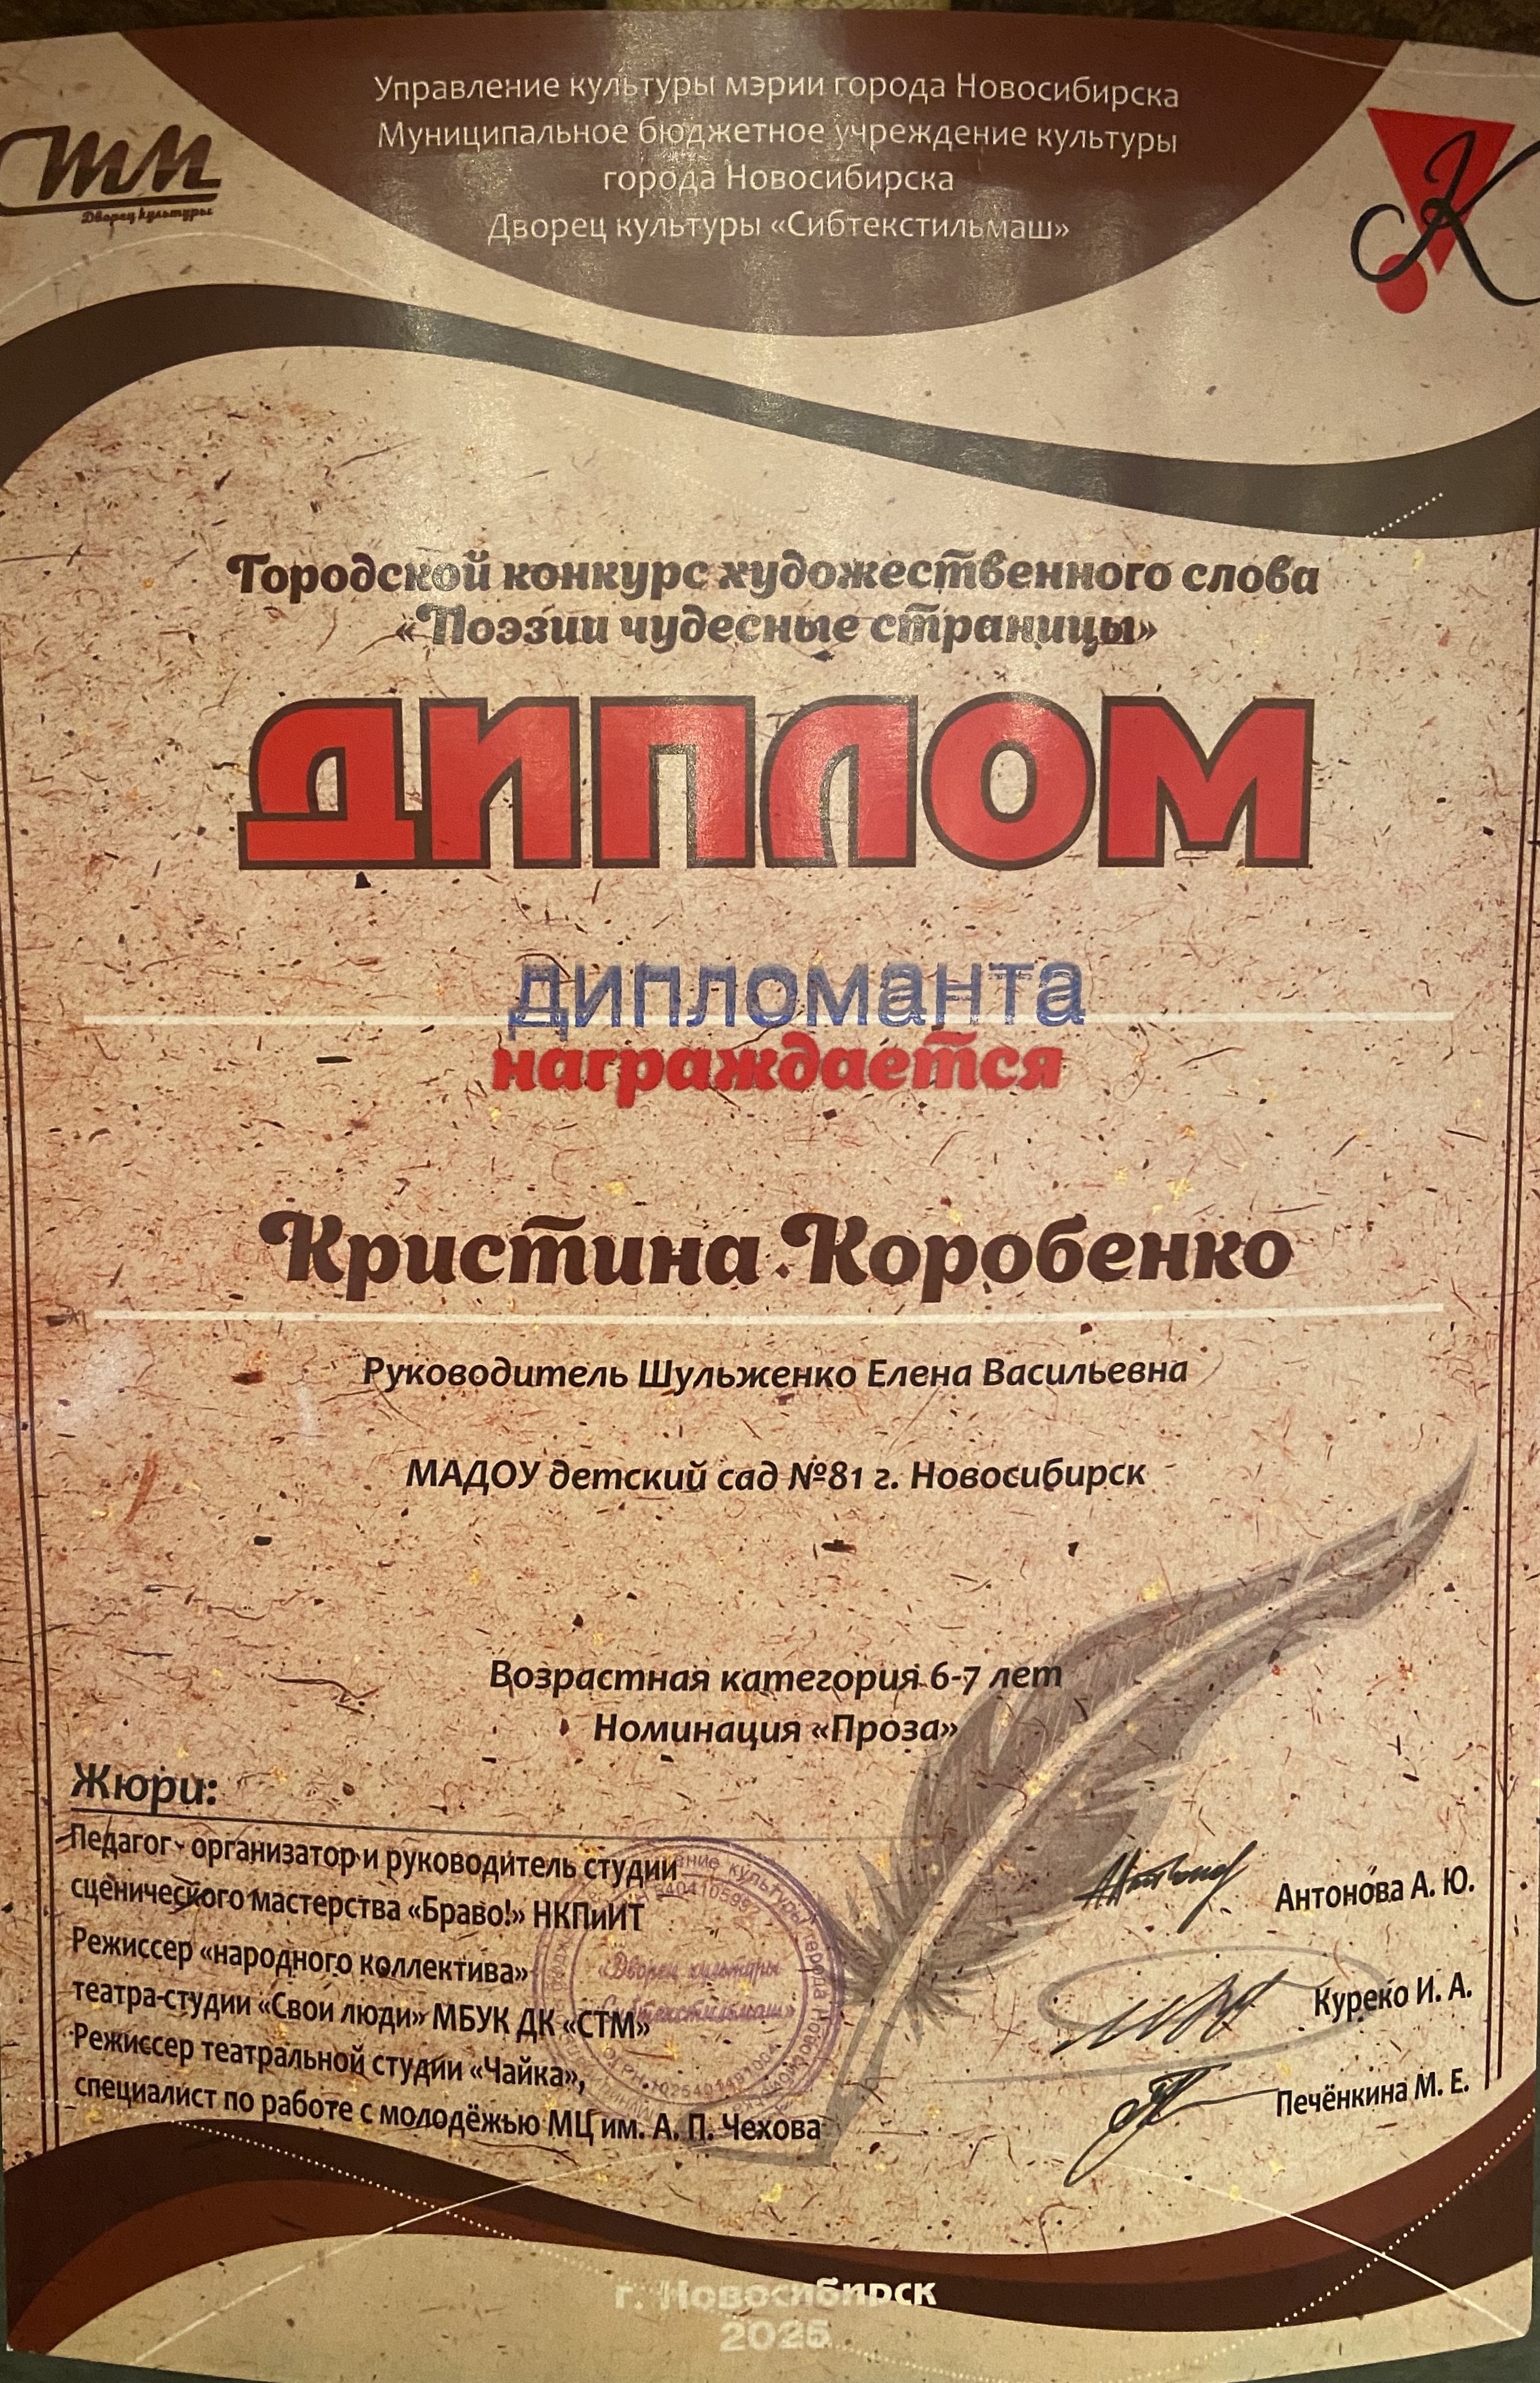 Управление культуры мэрии города Новосибирска
Муниципальное бюджетное учреждение культуры
города Новосибирска
Дворец культуры «Сибтекстильмаш»
СТМ
Дворец культуры
К
Городской конкурс художественного слова
«Поэзии чудесные страницы»
ДИПЛОМ
дипломанта
награждается
Кристина Коробенко
Руководитель Шульженко Елена Васильевна
МАДОУ детский сад №81 г. Новосибирск
Возрастная категория 6-7 лет
Номинация «Проза»
Жюри:
Педагог - организатор и руководитель студии
сценического мастерства «Браво!» НКПиИТ
Антонова А. Ю.
Режиссер «народного коллектива»
театра-студии «Свои люди» МБУК ДК «СТМ»
Куреко И. А.
Режиссер театральной студии «Чайка»,
специалист по работе с молодёжью МЦ им. А. П. Чехова
Печёнкина М. Е.
«Дворец культуры
«Сибтекстильмаш»
г. Новосибирск
2025